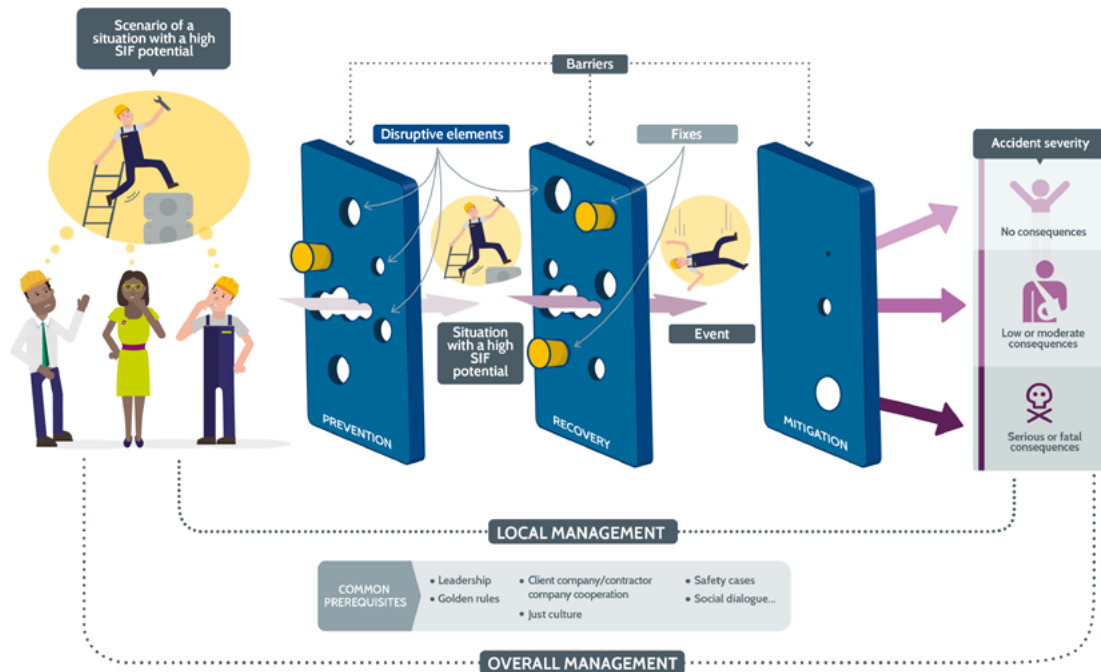 Scenario of a
situation with a high
SIF potential
Barriers
Disruptive elements
Fixes
Accident severity
No consequences
Situation
with a high
SIF
potential
Event
Low or moderate
consequences
PREVENTION
RECOVERY
MITIGATION
Serious or fatal
consequences
LOCAL MANAGEMENT
COMMON
PREREQUISITES
• Leadership
• Golden rules
• Client company/contractor
company cooperation
• Just culture
• Safety cases
• Social dialogue...
OVERALL MANAGEMENT